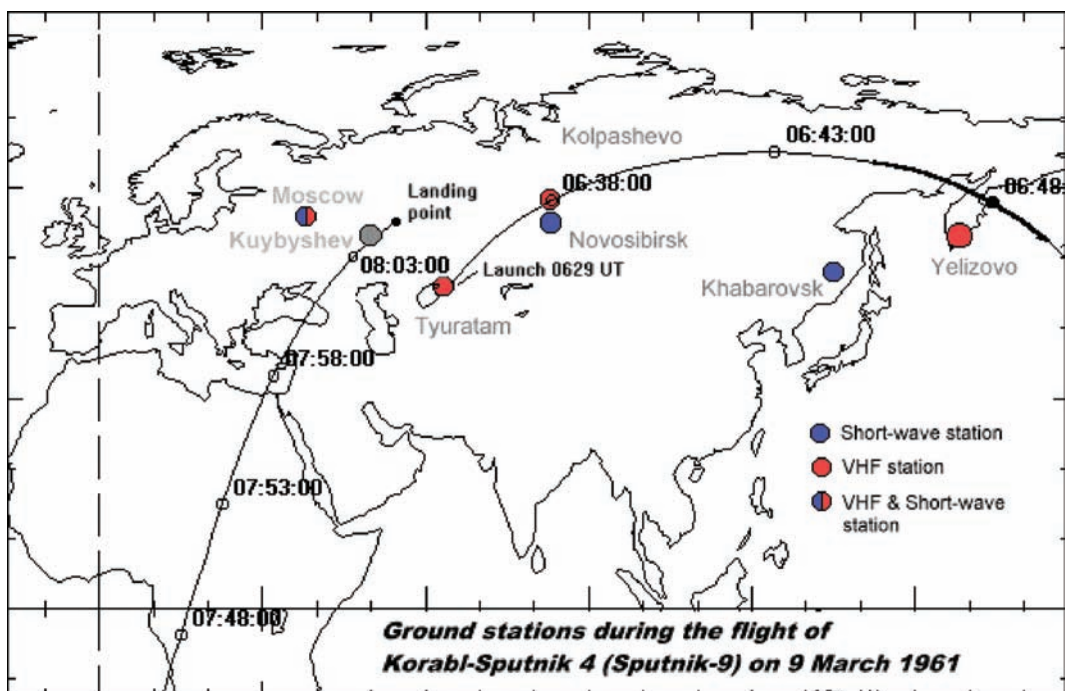 Kolpashevo
06:43:00
Moscow
Landing
point
06:38:00
06:48:
Kuybyshev
Novosibirsk
08:03:00
Launch 0629 UT
Yelizovo
Khabarovsk
Tyuratam
07:58:00
Short-wave station
VHF station
07:53:00
VHF & Short-wave
station
07:48:00
Ground stations during the flight of
Korabl-Sputnik 4 (Sputnik-9) on 9 March 1961